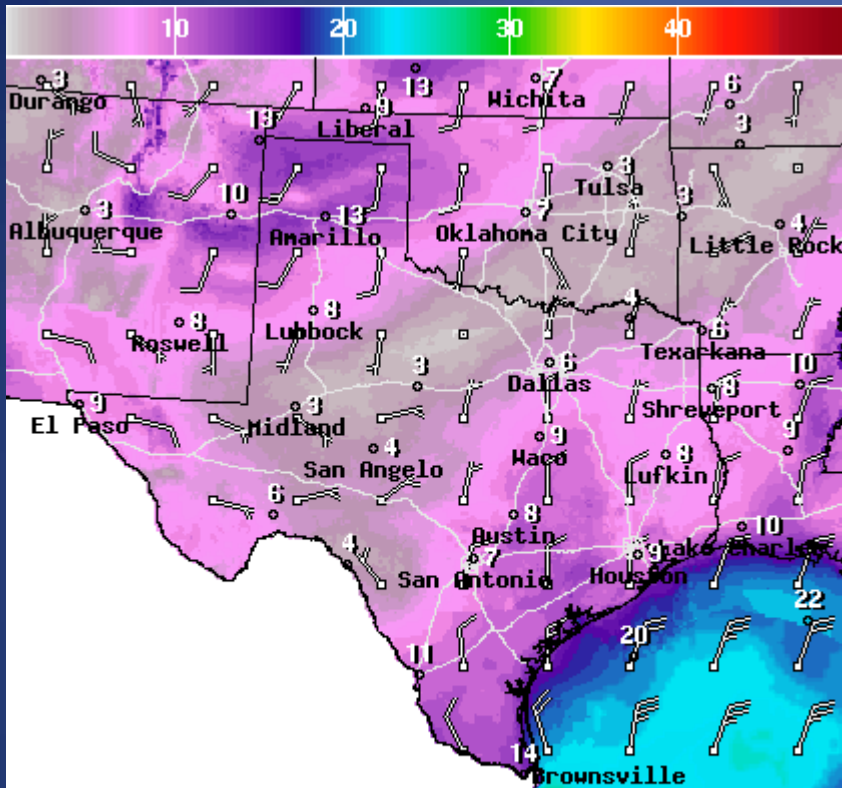 10 20 30 40
3 13 7 6
Durango Wichita
9
Liberal
13 3
3
Tulsa
3 10 13 7 3 4
Albuquerque Amarillo Oklahoma City Little Rock
8 8 4 6
Roswell Lubbock Texarkana
3 6 10
Dallas
9 3 8
El Paso Midland Shreveport
4 9 8 9
San Angelo Waco Lufkin
6 8 10
Austin Lake Charles
4 7 9
San Antonio Houston
22
11 20
14
Brownsville